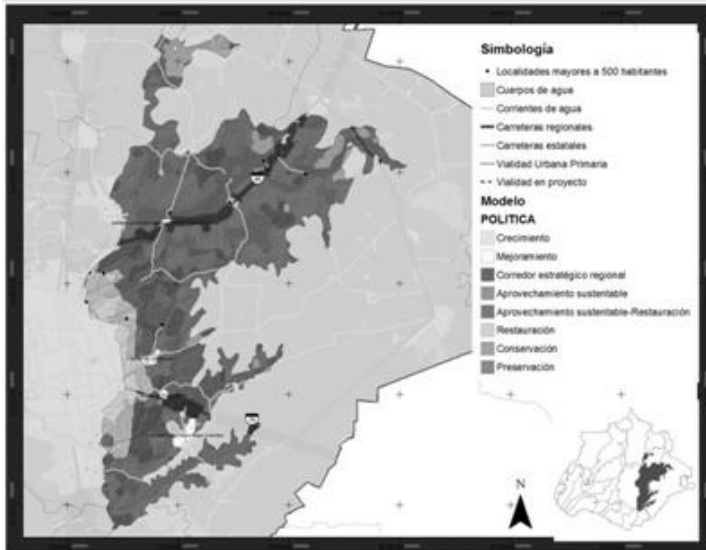 Simbología
Localidades mayores a 500 habitantes
Cuerpos de agua
Corrientes de agua
Carreteras regionales
Carreteras estatales
Vialidad Urbana Primaria
Vialidad en proyecto
Modelo
POLITICA
Crecimiento
Mejoramiento
Corredor estratégico regional
Aprovechamiento sustentable
Aprovechamiento sustentable-Restauración
Restauración
Conservación
Preservación
N